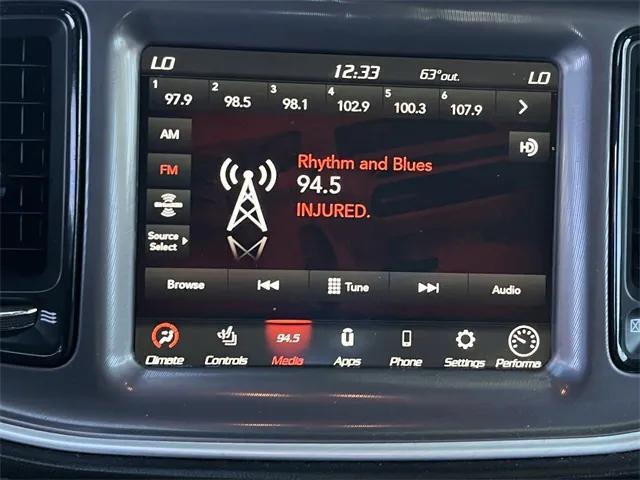 LO 12:33 63°out. LO
1 97.9 2 98.5 3 98.1 4 102.9 5 100.3 6 107.9
AM
HD
FM
Rhythm and Blues
94.5
INJURED.
Source
Select
Browse Tune Audio
94.5
Climate Controls Media Apps Phone Settings Performa